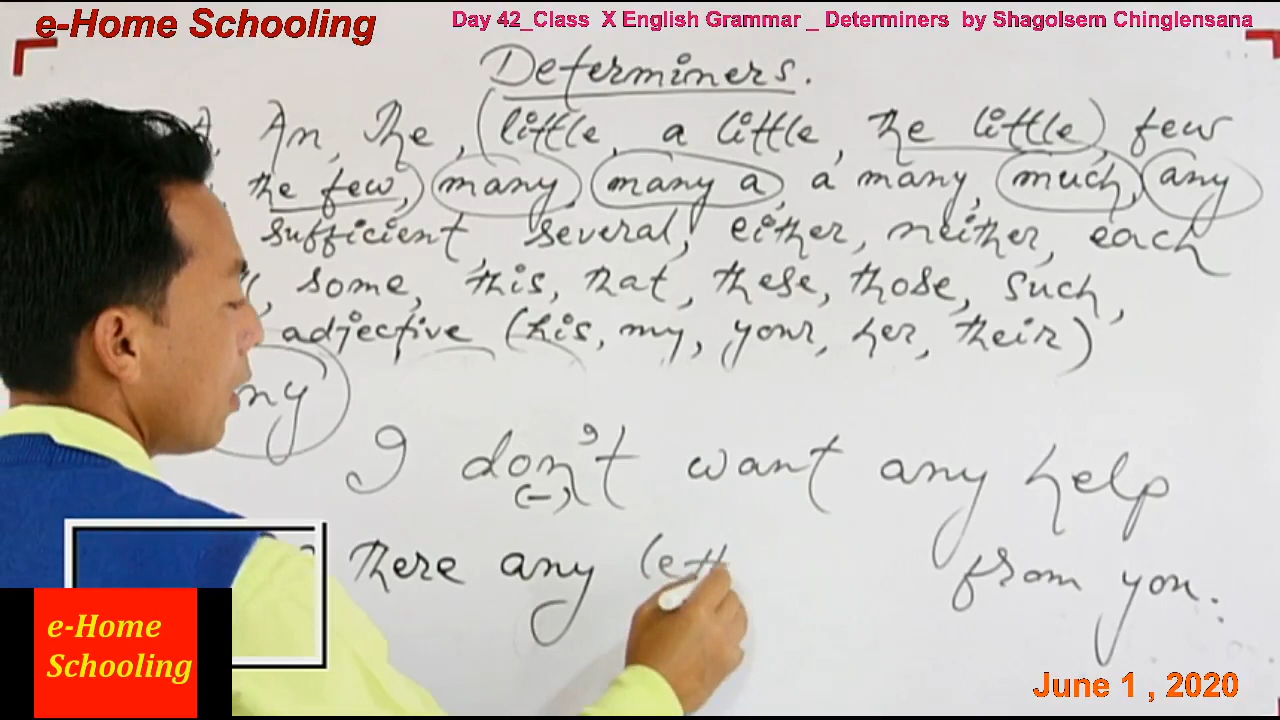 e-Home Schooling
Day 42_Class X English Grammar _ Determiners by Shagolsem Chinglensana
Determiners.
A, An, The, (little, a little, the little), few
the few,) many, many a, a many, much, any
sufficient, several, either, neither, each
some, this, that, these, those, such,
adjective (his, my, your, her, their)
ny
I don't want any help
(-)
from you.
there any lett
e-Home
Schooling
June 1 , 2020